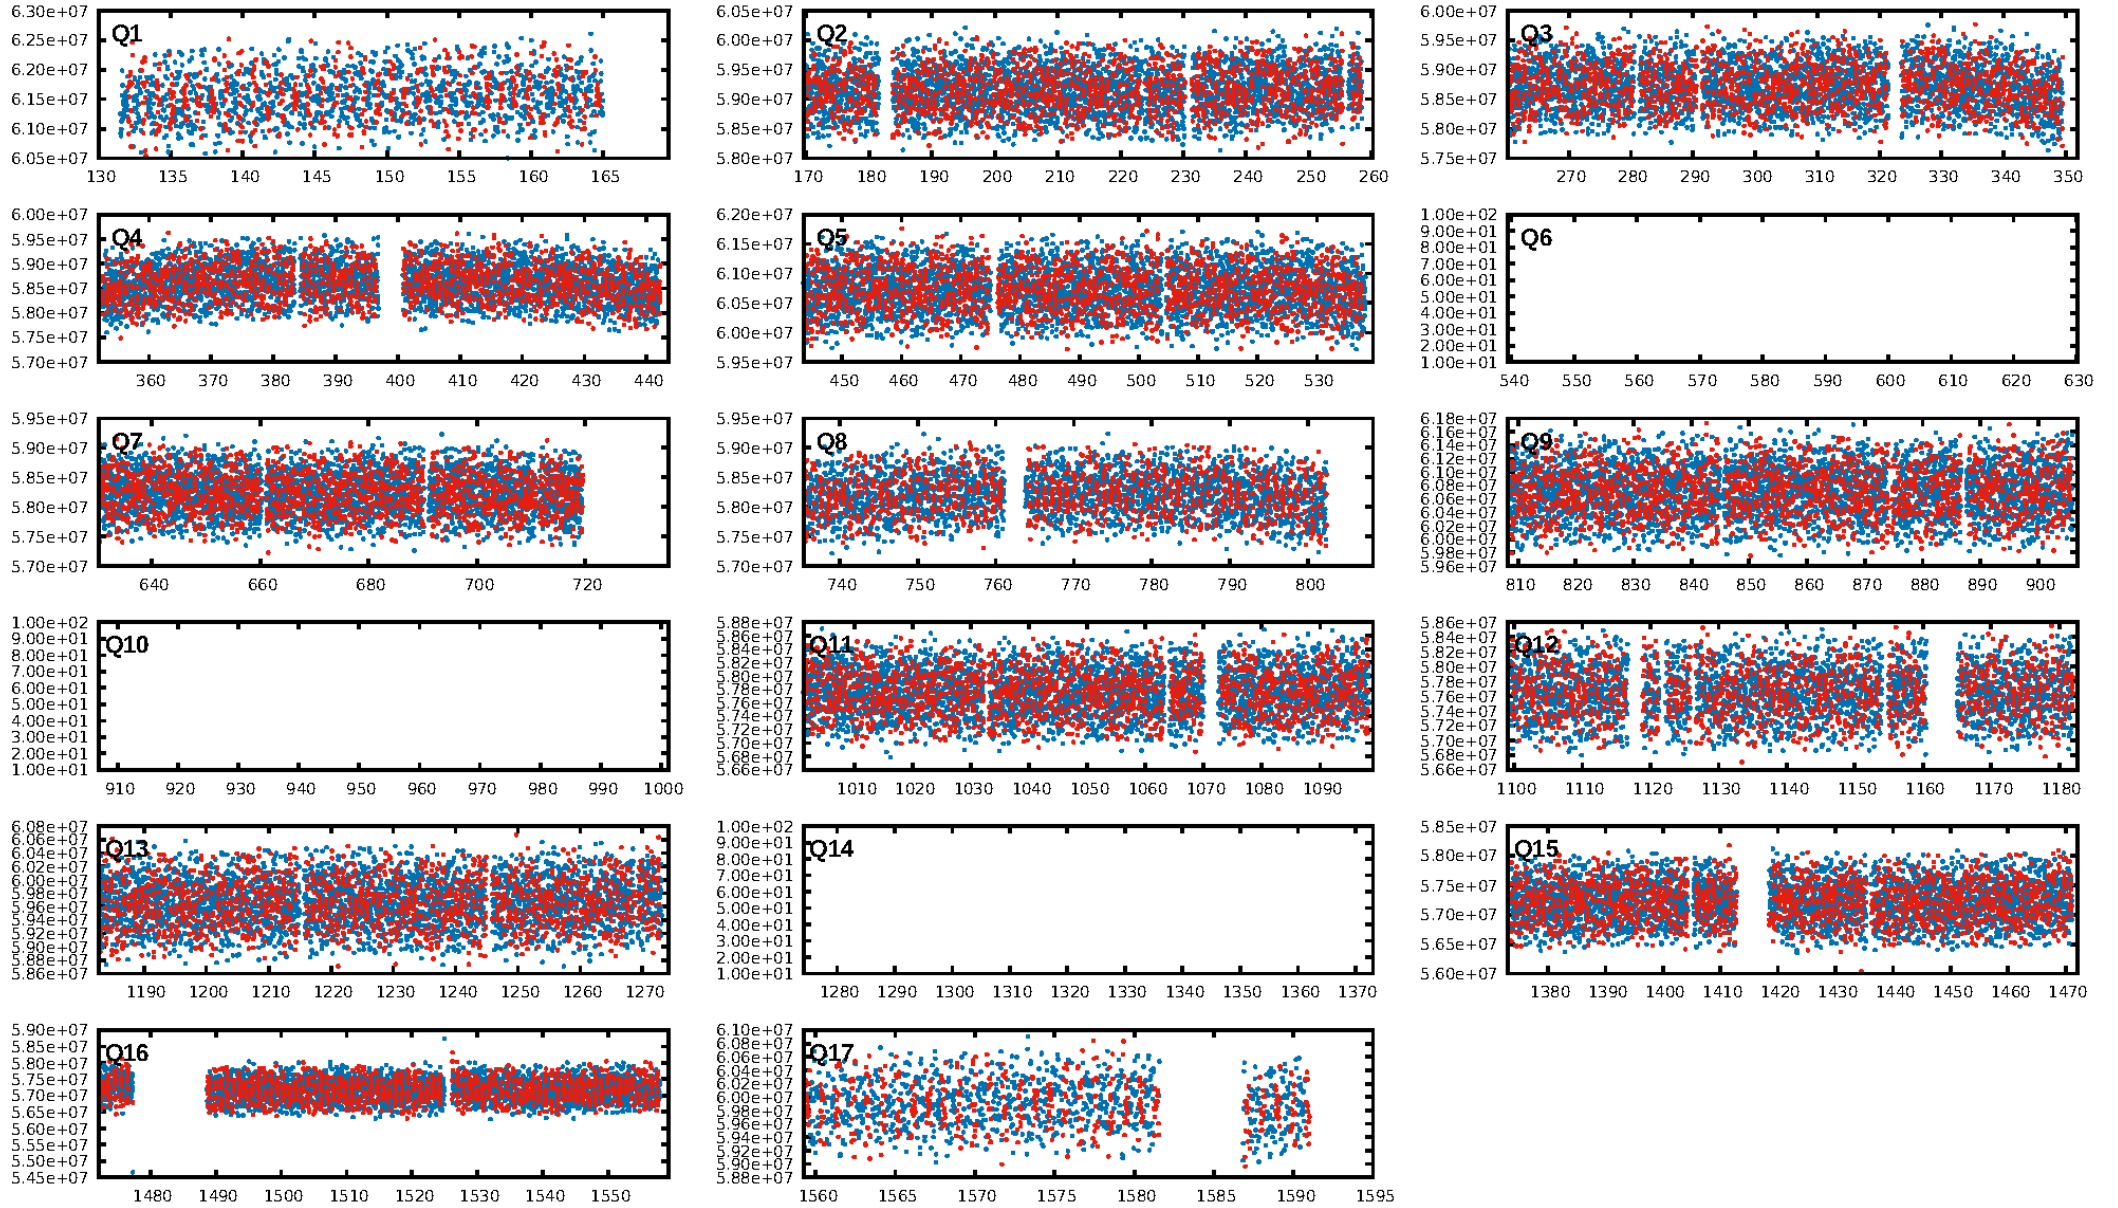 6.30e+07 6.25e+07 6.20e+07 6.15e+07 6.10e+07 6.05e+07
Q1
130 135 140 145 150 155 160 165
6.05e+07 6.00e+07 5.95e+07 5.90e+07 5.85e+07 5.80e+07
Q2
170 180 190 200 210 220 230 240 250 260
6.00e+07 5.95e+07 5.90e+07 5.85e+07 5.80e+07 5.75e+07
Q3
270 280 290 300 310 320 330 340 350
6.00e+07 5.95e+07 5.90e+07 5.85e+07 5.80e+07 5.75e+07 5.70e+07
Q4
360 370 380 390 400 410 420 430 440
6.20e+07 6.15e+07 6.10e+07 6.05e+07 6.00e+07 5.95e+07
Q5
450 460 470 480 490 500 510 520 530
1.00e+02 9.00e+01 8.00e+01 7.00e+01 6.00e+01 5.00e+01 4.00e+01 3.00e+01 2.00e+01 1.00e+01
Q6
540 550 560 570 580 590 600 610 620 630
5.95e+07 5.90e+07 5.85e+07 5.80e+07 5.75e+07 5.70e+07
Q7
640 660 680 700 720
5.95e+07 5.90e+07 5.85e+07 5.80e+07 5.75e+07 5.70e+07
Q8
740 750 760 770 780 790 800
6.18e+07 6.16e+07 6.14e+07 6.12e+07 6.10e+07 6.08e+07 6.06e+07 6.04e+07 6.02e+07 6.00e+07 5.98e+07 5.96e+07
Q9
810 820 830 840 850 860 870 880 890 900
1.00e+02 9.00e+01 8.00e+01 7.00e+01 6.00e+01 5.00e+01 4.00e+01 3.00e+01 2.00e+01 1.00e+01
Q10
910 920 930 940 950 960 970 980 990 1000
5.88e+07 5.86e+07 5.84e+07 5.82e+07 5.80e+07 5.78e+07 5.76e+07 5.74e+07 5.72e+07 5.70e+07 5.68e+07 5.66e+07
Q11
1010 1020 1030 1040 1050 1060 1070 1080 1090
5.86e+07 5.84e+07 5.82e+07 5.80e+07 5.78e+07 5.76e+07 5.74e+07 5.72e+07 5.70e+07 5.68e+07 5.66e+07
Q12
1100 1110 1120 1130 1140 1150 1160 1170 1180
6.08e+07 6.06e+07 6.04e+07 6.02e+07 6.00e+07 5.98e+07 5.96e+07 5.94e+07 5.92e+07 5.90e+07 5.88e+07 5.86e+07
Q13
1190 1200 1210 1220 1230 1240 1250 1260 1270
1.00e+02 9.00e+01 8.00e+01 7.00e+01 6.00e+01 5.00e+01 4.00e+01 3.00e+01 2.00e+01 1.00e+01
Q14
1280 1290 1300 1310 1320 1330 1340 1350 1360 1370
5.85e+07 5.80e+07 5.75e+07 5.70e+07 5.65e+07 5.60e+07
Q15
1380 1390 1400 1410 1420 1430 1440 1450 1460 1470
5.90e+07 5.85e+07 5.80e+07 5.75e+07 5.70e+07 5.65e+07 5.60e+07 5.55e+07 5.50e+07 5.45e+07
Q16
1480 1490 1500 1510 1520 1530 1540 1550
6.10e+07 6.08e+07 6.06e+07 6.04e+07 6.02e+07 6.00e+07 5.98e+07 5.96e+07 5.94e+07 5.92e+07 5.90e+07 5.88e+07
Q17
1560 1565 1570 1575 1580 1585 1590 1595